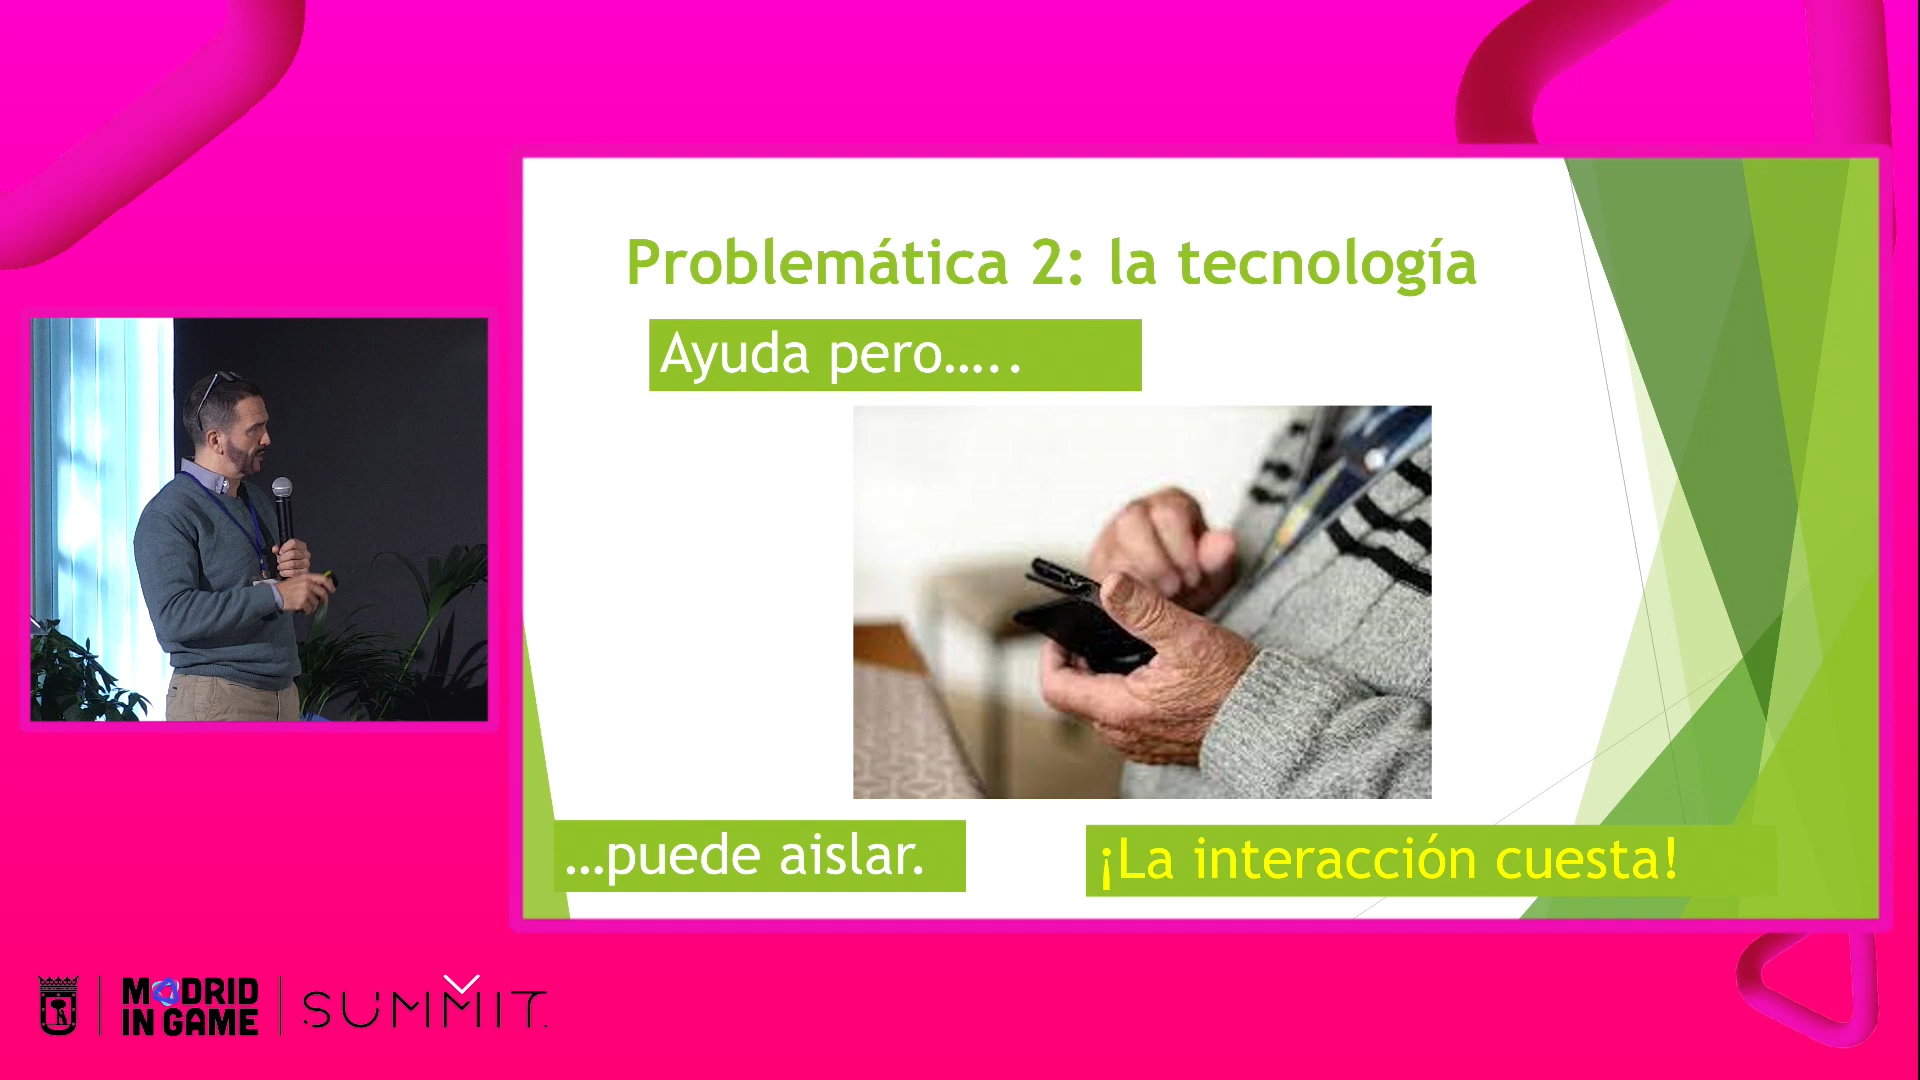 Problemática 2: la tecnología
Ayuda pero.....
...puede aislar.
¡La interacción cuesta!
MADRID
IN GAME
SUMMIT